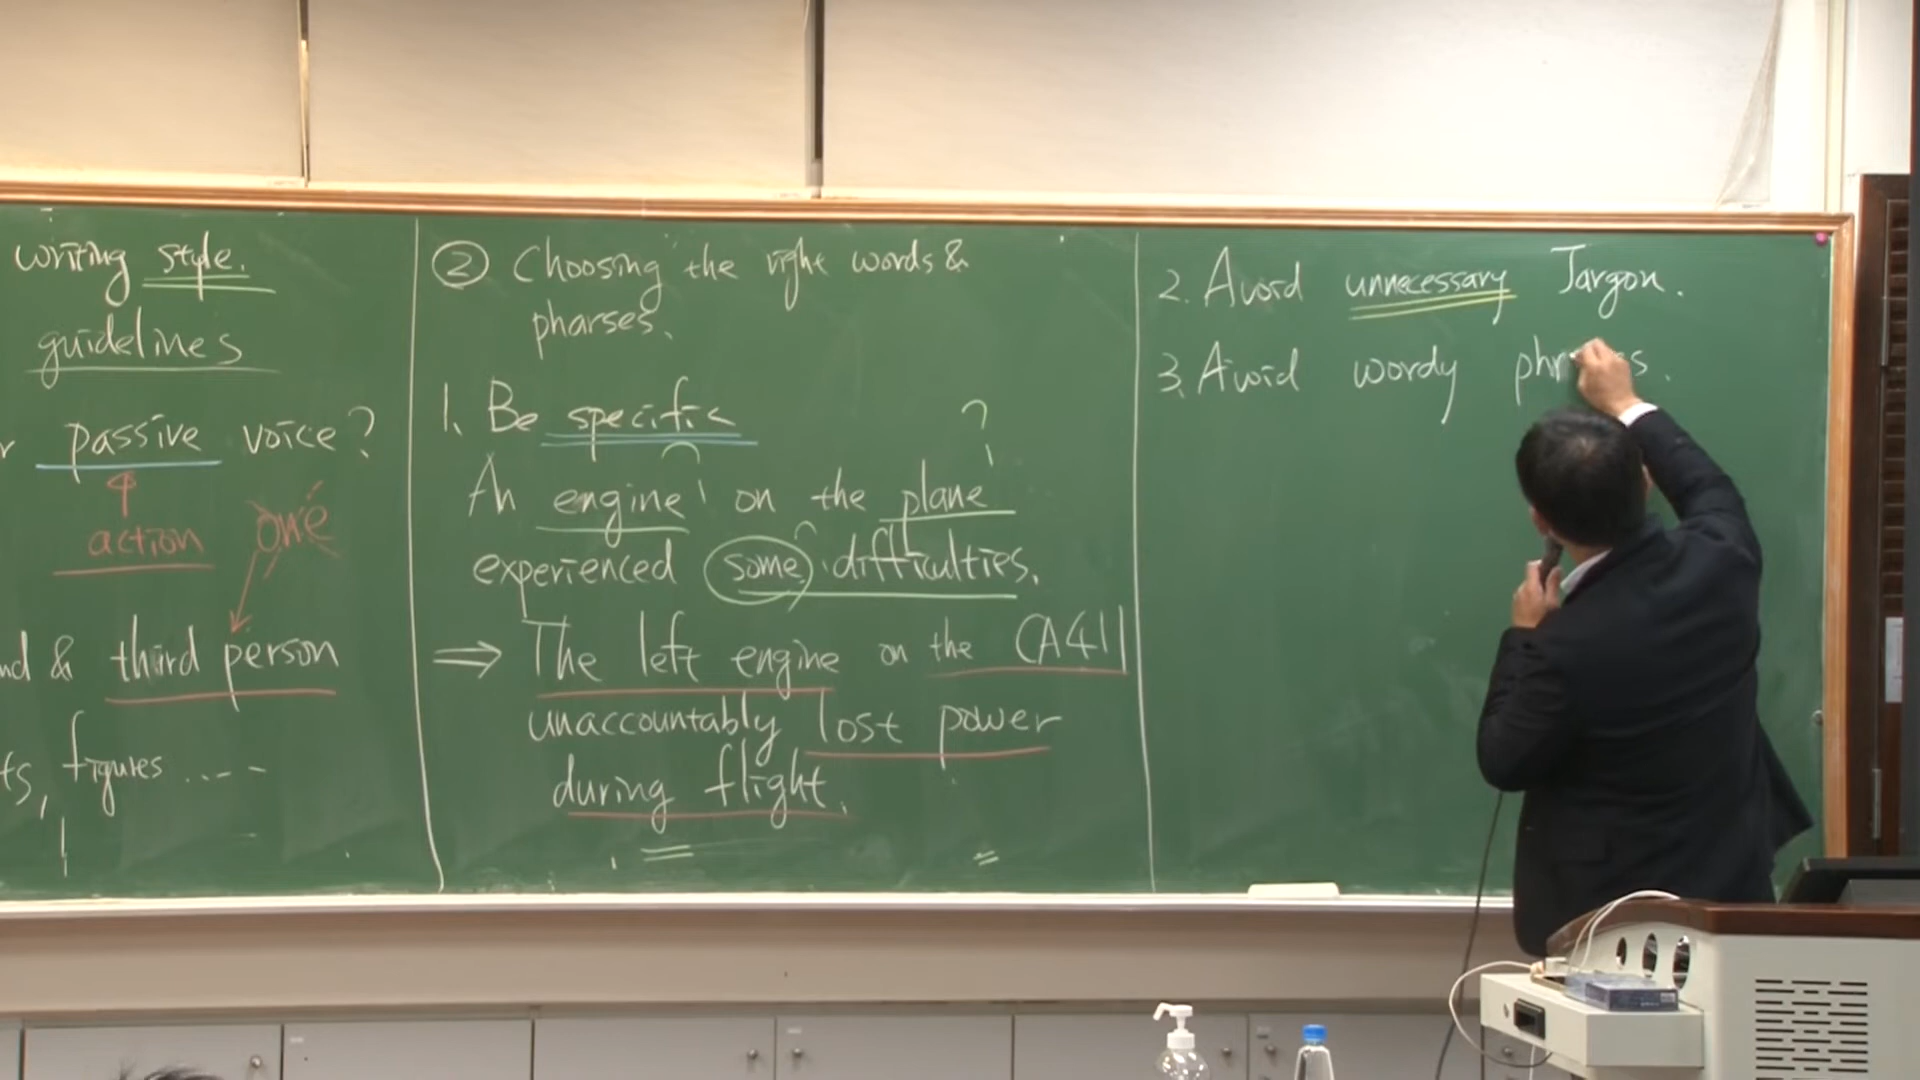 writing style.
guidelines
passive voice?
action one
& third person
figures ....
② Choosing the right words &
pharses.
1. Be specific
?
An engine on the plane
experienced some difficulties.
⇒ The left engine on the CA411
unaccountably lost power
during flight.
2. Avoid unnecessary Jargon.
3. Avoid wordy